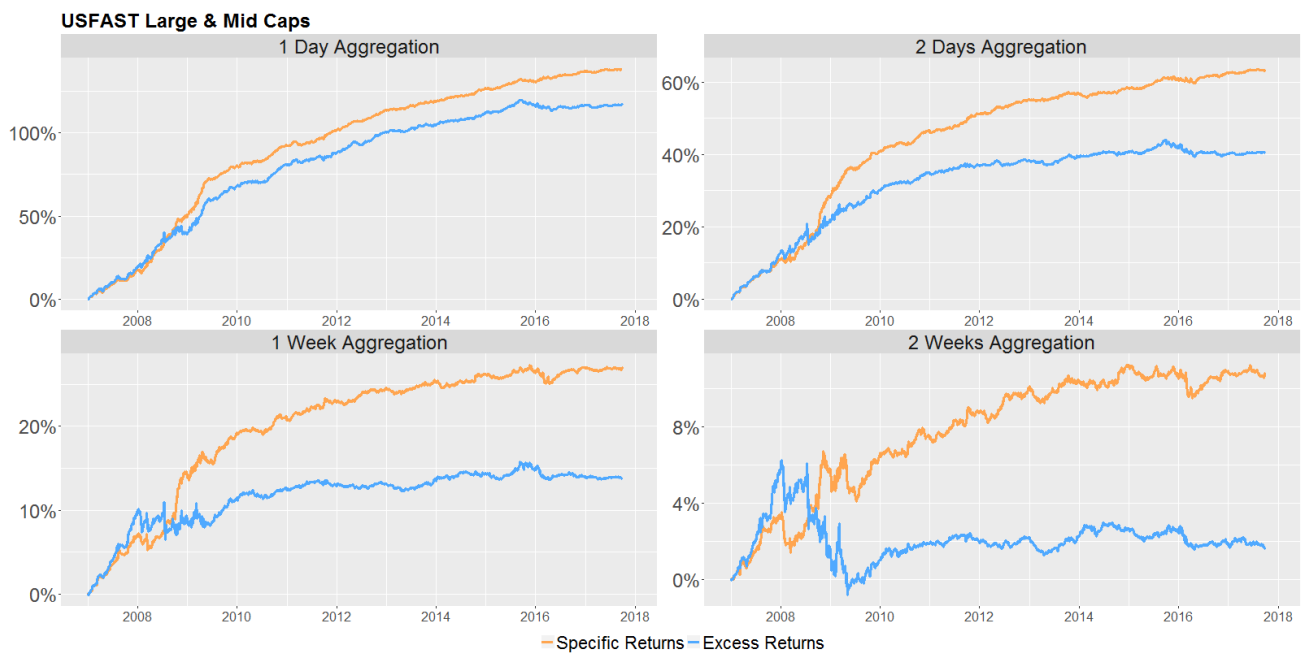 USFAST Large & Mid Caps
1 Day Aggregation
100%
50%
0%
2008 2010 2012 2014 2016 2018
2 Days Aggregation
60%
40%
20%
0%
2008 2010 2012 2014 2016 2018
1 Week Aggregation
20%
10%
0%
2008 2010 2012 2014 2016 2018
2 Weeks Aggregation
8%
4%
0%
2008 2010 2012 2014 2016 2018
Specific Returns Excess Returns